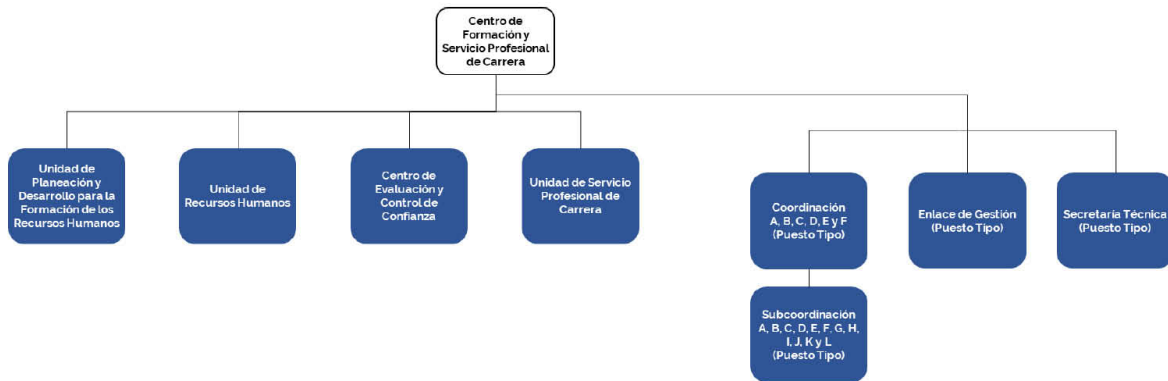 Centro de
Formación y
Servicio Profesional
de Carrera
Unidad de
Planeación y
Desarrollo para la
Formación de los
Recursos Humanos
Unidad de
Recursos Humanos
Centro de
Evaluación y
Control de
Confianza
Unidad de Servicio
Profesional de
Carrera
Coordinación
A, B, C, D, E y F
(Puesto Tipo)
Enlace de Gestión
(Puesto Tipo)
Secretaría Técnica
(Puesto Tipo)
Subcoordinación
A, B, C, D, E, F, G, H,
I, J, K y L
(Puesto Tipo)